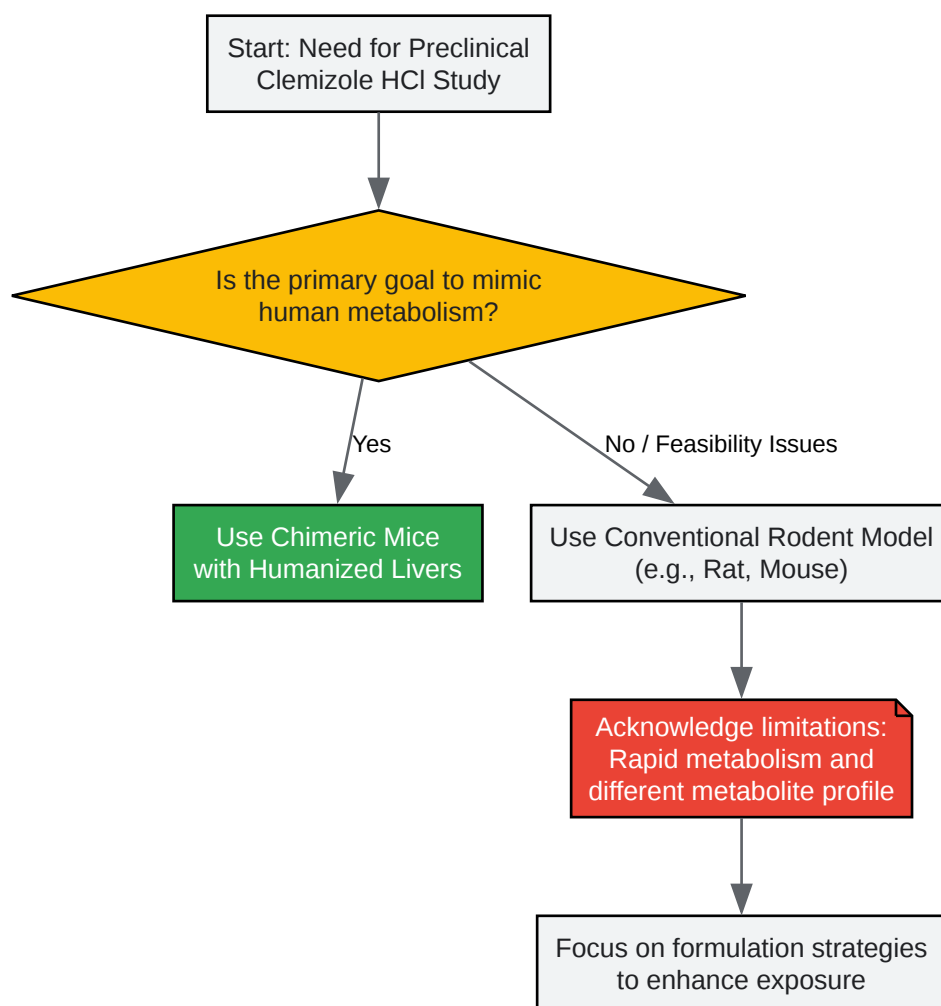 Start: Need for Preclinical
Clemizole HCl Study
Is the primary goal to mimic
human metabolism?
Yes
No / Feasibility Issues
Use Chimeric Mice
with Humanized Livers
Use Conventional Rodent Model
(e.g., Rat, Mouse)
Acknowledge limitations:
Rapid metabolism and
different metabolite profile
Focus on formulation strategies
to enhance exposure